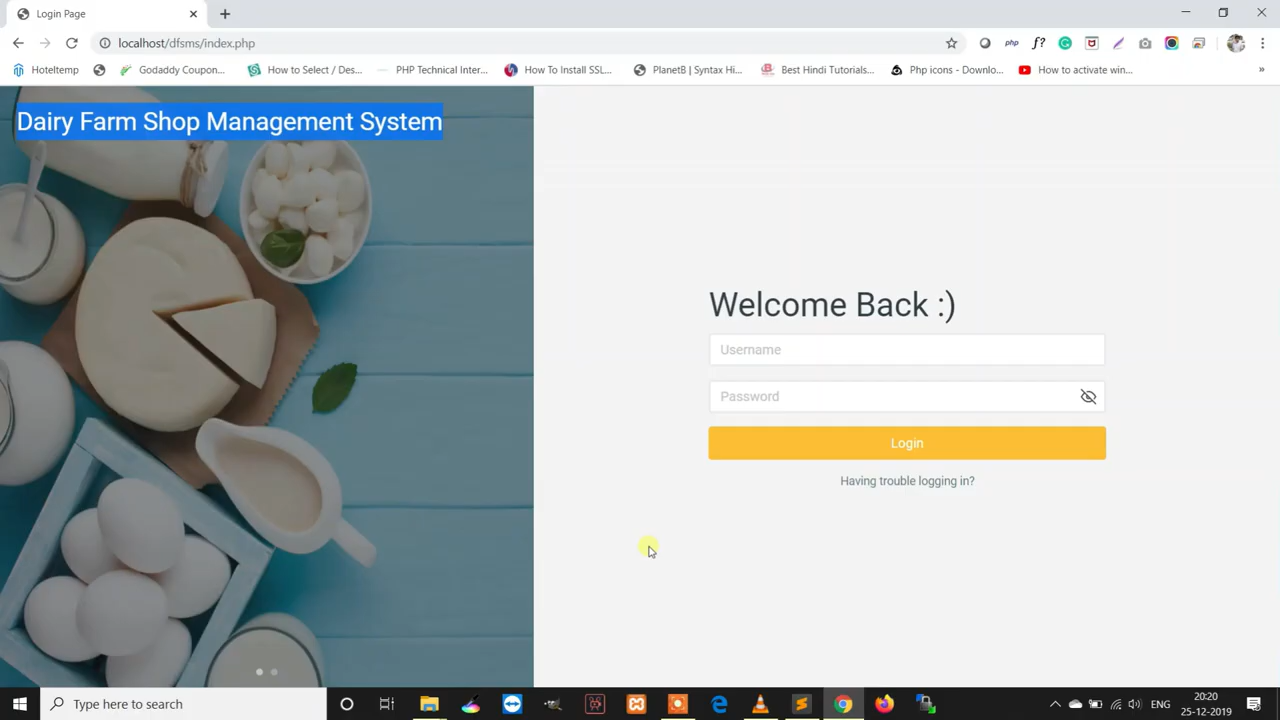 Login Page
localhost/dfsms/index.php
php
f?
Hoteltemp
Godaddy Coupon...
How to Select / Des...
PHP Technical Inter...
How To Install SSL...
PlanetB | Syntax Hi...
Best Hindi Tutorials...
Php icons - Downlo...
How to activate win...
»
Dairy Farm Shop Management System
Welcome Back :)
Username
Password
Login
Having trouble logging in?
Type here to search
ENG
20:20
25-12-2019